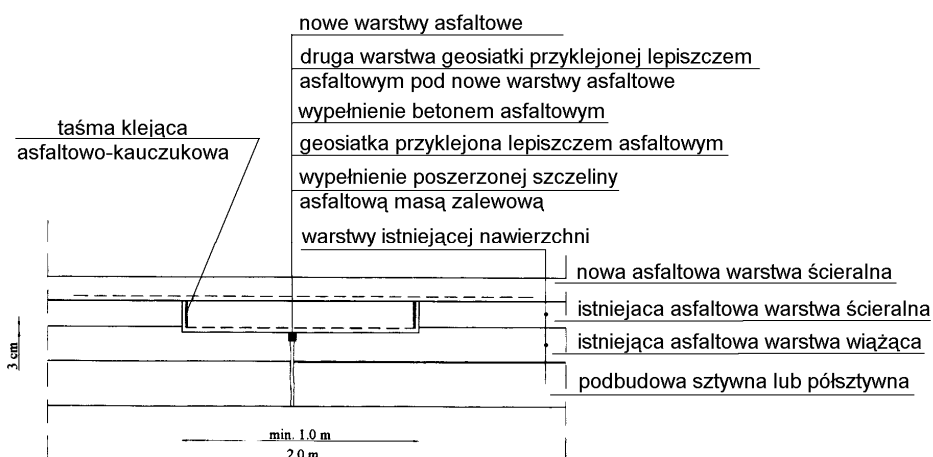 nowe warstwy asfaltowe
druga warstwa geosiatki przyklejonej lepiszczem
asfaltowym pod nowe warstwy asfaltowe
wypełnienie betonem asfaltowym
taśma klejąca
asfaltowo-kauczukowa
geosiatka przyklejona lepiszczem asfaltowym
wypełnienie poszerzonej szczeliny
asfaltową masą zalewową
warstwy istniejącej nawierzchni
nowa asfaltowa warstwa ścieralna
istniejaca asfaltowa warstwa ścieralna
istniejąca asfaltowa warstwa wiążąca
podbudowa sztywna lub półsztywna
3 cm
min. 1.0 m
2.0 m